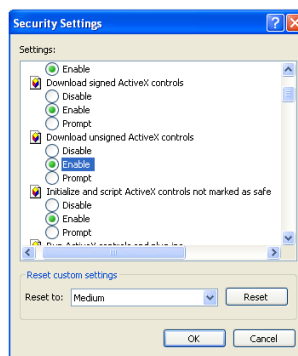 Security Settings
Settings:
Enable
Download signed ActiveX controls
Disable
Enable
Prompt
Download unsigned ActiveX controls
Disable
Enable
Prompt
Initialize and script ActiveX controls not marked as safe
Disable
Enable
Prompt
Reset custom settings
Reset to: Medium Reset
OK Cancel